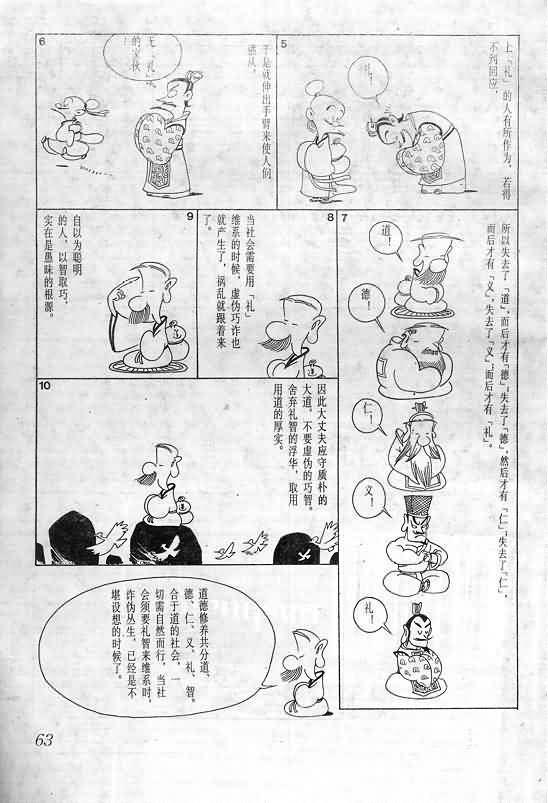 5
上「礼」的人有所作为，若得
不到回应，
礼！
6
于是就伸出手臂来使人们
强从。
无「礼」
的家伙
！
7
所以失去了「道」，而后才有「德」；失去了「德」，然后才有「仁」；失去了「仁」，
而后才有「义」，失去了「义」；而后才有「礼」。
道！
德！
仁！
义！
礼！
8
当社会需要用「礼」
维系的时候，虚伪巧诈也
就产生了，祸乱就跟着来
了。
道
9
自以为聪明
的人，以智取巧，
实在是愚昧的根源。
道
10
因此大丈夫应守质朴的
大道，不要虚伪的巧智。
舍弃礼智的浮华，取用
用道的厚实。
道德修养共分道、
德、仁、义、礼、智。
合于道的社会，一
切需自然而行，当社
会须要礼智来维系时，
诈伪丛生，已经是不
堪设想的时候了。
63